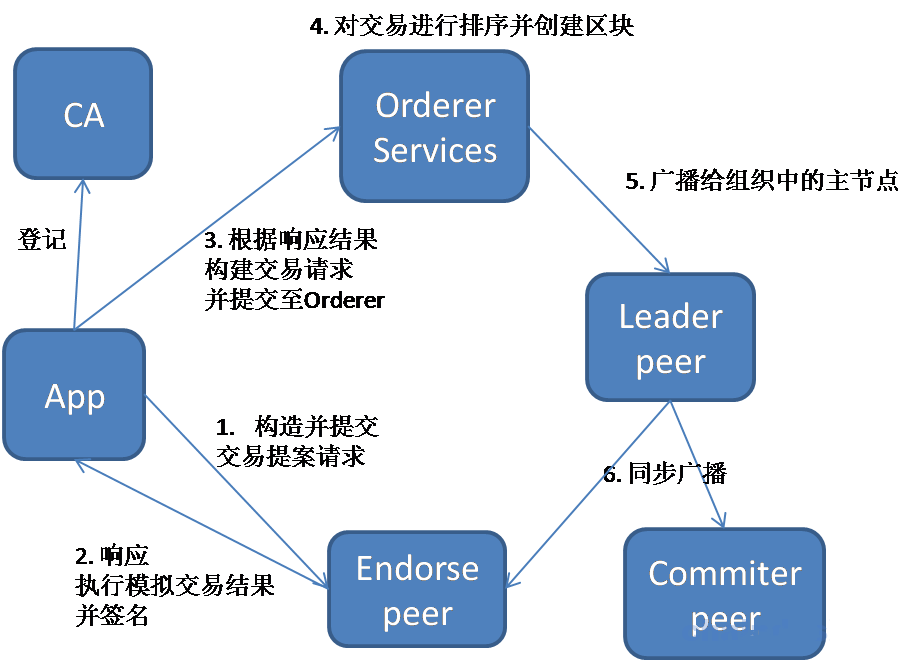 4. 对交易进行排序并创建区块
CA
Orderer
Services
5. 广播给组织中的主节点
登记
3. 根据响应结果
构建交易请求
并提交至Orderer
Leader
peer
App
1. 构造并提交
交易提案请求
6. 同步广播
2. 响应
执行模拟交易结果
并签名
Endorse
peer
Commiter
peer